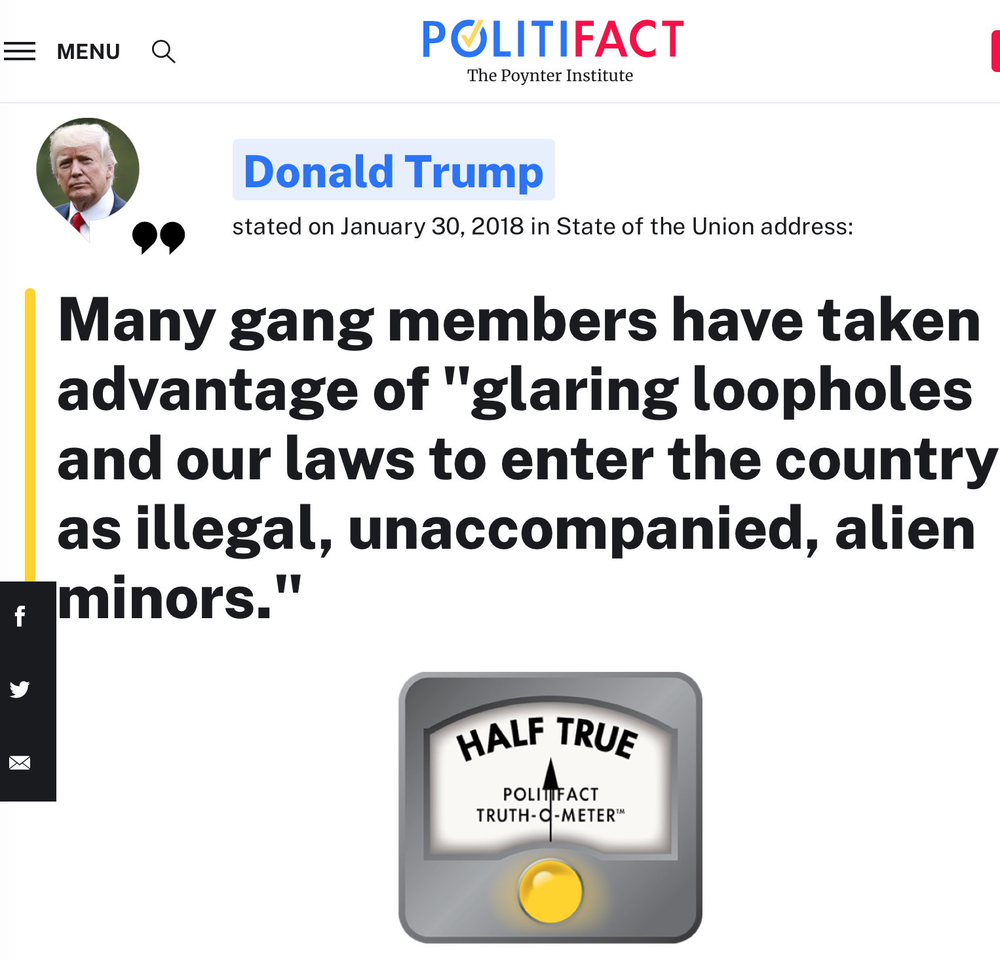 MENU
POLITIFACT
The Poynter Institute
Donald Trump
stated on January 30, 2018 in State of the Union address:
Many gang members have taken
advantage of "glaring loopholes
and our laws to enter the country
as illegal, unaccompanied, alien
minors."
HALF TRUE
POLITIFACT
TRUTH-O-METER™